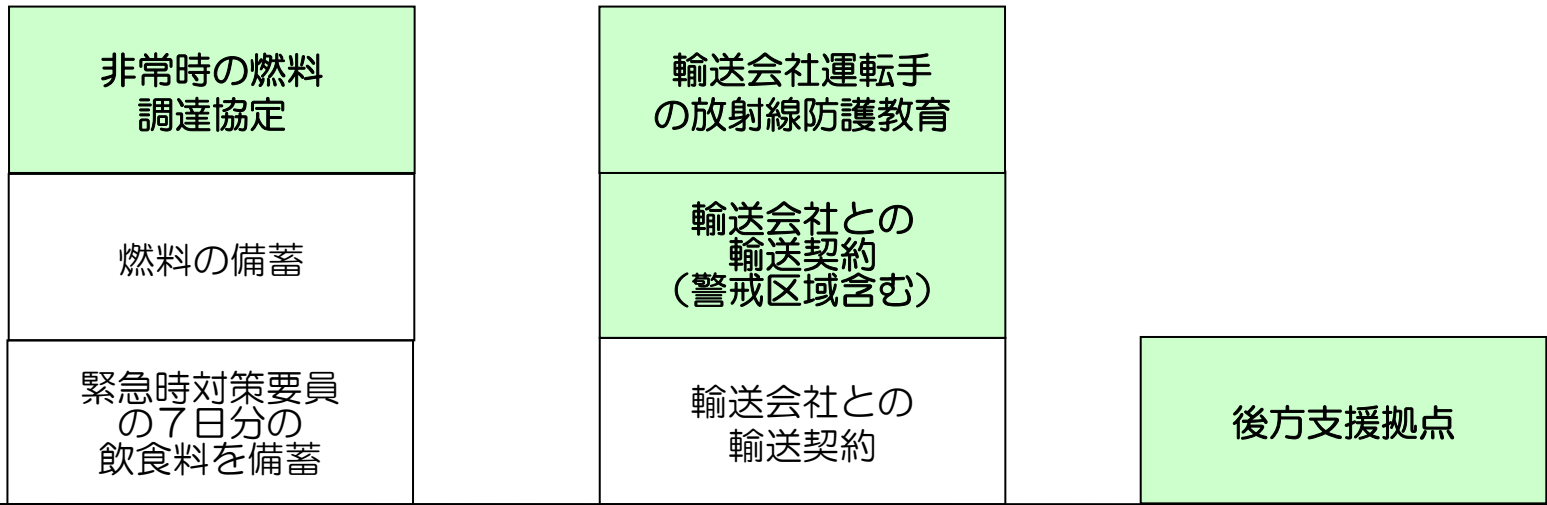 非常時の燃料
調達協定
燃料の備蓄
緊急時対策要員
の７日分の
飲食料を備蓄
輸送会社運転手
の放射線防護教育
輸送会社との
輸送契約
（警戒区域含む）
輸送会社との
輸送契約
後方支援拠点